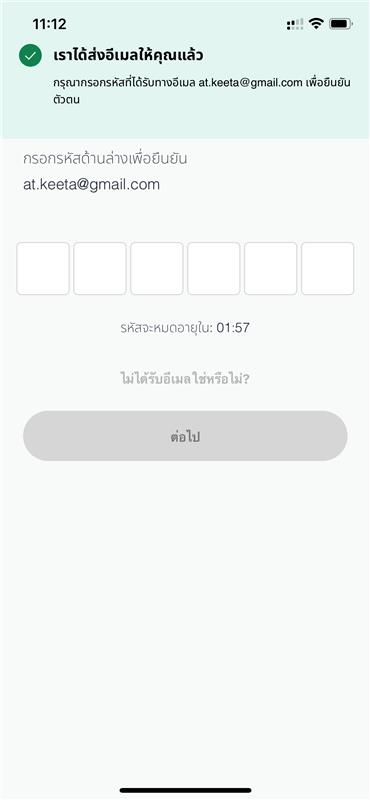 11:12
เราได้ส่งอีเมลให้คุณแล้ว
กรุณากรอกรหัสที่ได้รับทางอีเมล at.keeta@gmail.com เพื่อยืนยัน
ตัวตน
กรอกรหัสด้านล่างเพื่อยืนยัน
at.keeta@gmail.com
รหัสจะหมดอายุใน: 01:57
ไม่ได้รับอีเมลใช่หรือไม่?
ต่อไป